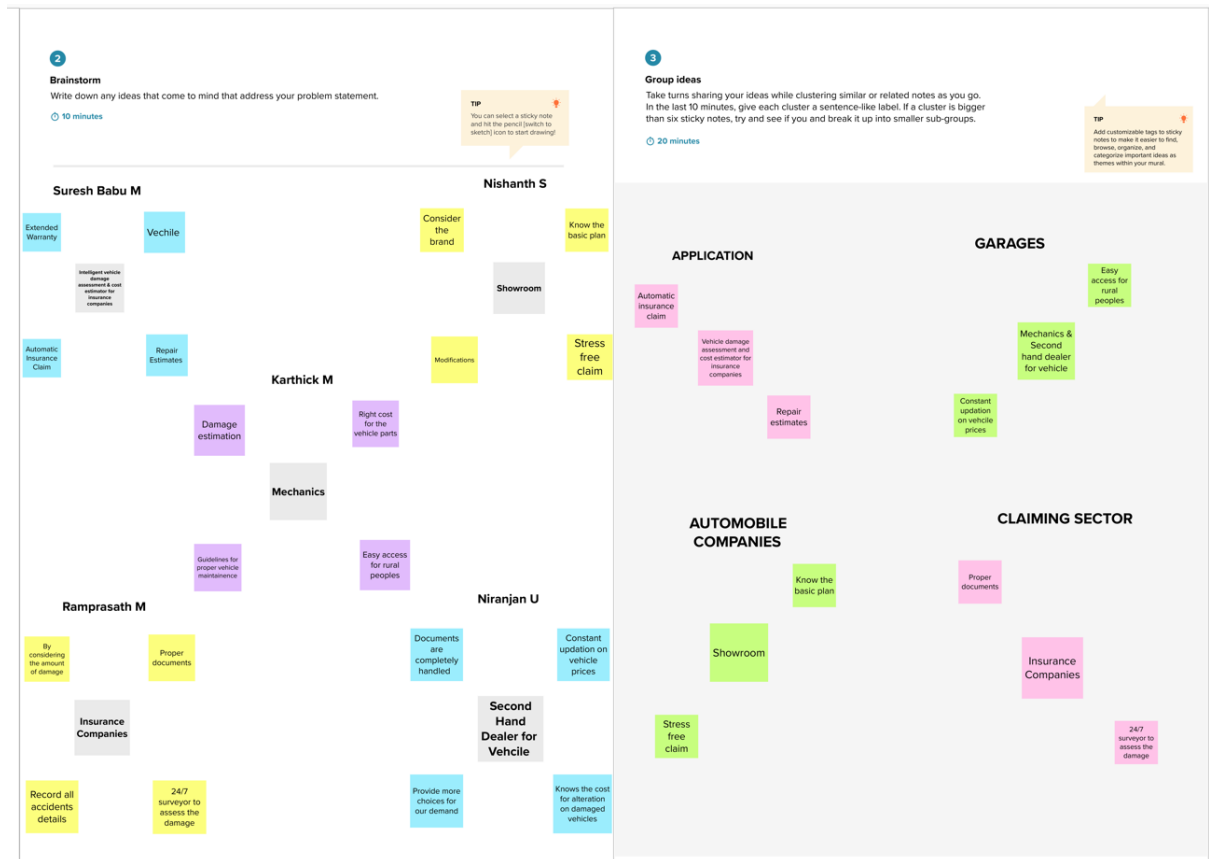 2
Brainstorm
Write down any ideas that come to mind that address your problem statement.
10 minutes
TIP
You can select a sticky note
and hit the pencil [switch to
sketch] icon to start drawing!
Suresh Babu M
Extended
Warranty
Vechile
Intelligent vehicle
damage
assessment & cost
estimator for
insurance
companies
Automatic
Insurance
Claim
Repair
Estimates
Nishanth S
Consider
the
brand
Know the
basic plan
Showroom
Modifications
Stress
free
claim
Karthick M
Damage
estimation
Right cost
for the
vehicle parts
Mechanics
Guidelines for
proper vehicle
maintainence
Easy access
for rural
peoples
Ramprasath M
By
considering
the amount
of damage
Proper
documents
Insurance
Companies
Record all
accidents
details
24/7
surveyor to
assess the
damage
Niranjan U
Documents
are
completely
handled
Constant
updation on
vehicle
prices
Second
Hand
Dealer for
Vehcile
Provide more
choices for
our demand
Knows the cost
for alteration
on damaged
vehicles
3
Group ideas
Take turns sharing your ideas while clustering similar or related notes as you go.
In the last 10 minutes, give each cluster a sentence-like label. If a cluster is bigger
than six sticky notes, try and see if you and break it up into smaller sub-groups.
20 minutes
TIP
Add customizable tags to sticky
notes to make it easier to find,
browse, organize, and
categorize important ideas as
themes within your mural.
APPLICATION
Automatic
insurance
claim
Vehicle damage
assessment and
cost estimator for
insurance
companies
Repair
estimates
GARAGES
Easy
access for
rural
peoples
Mechanics &
Second
hand dealer
for vehicle
Constant
updation
on vehcile
prices
AUTOMOBILE
COMPANIES
Know the
basic plan
Showroom
Stress
free
claim
CLAIMING SECTOR
Proper
documents
Insurance
Companies
24/7
surveyor to
assess the
damage